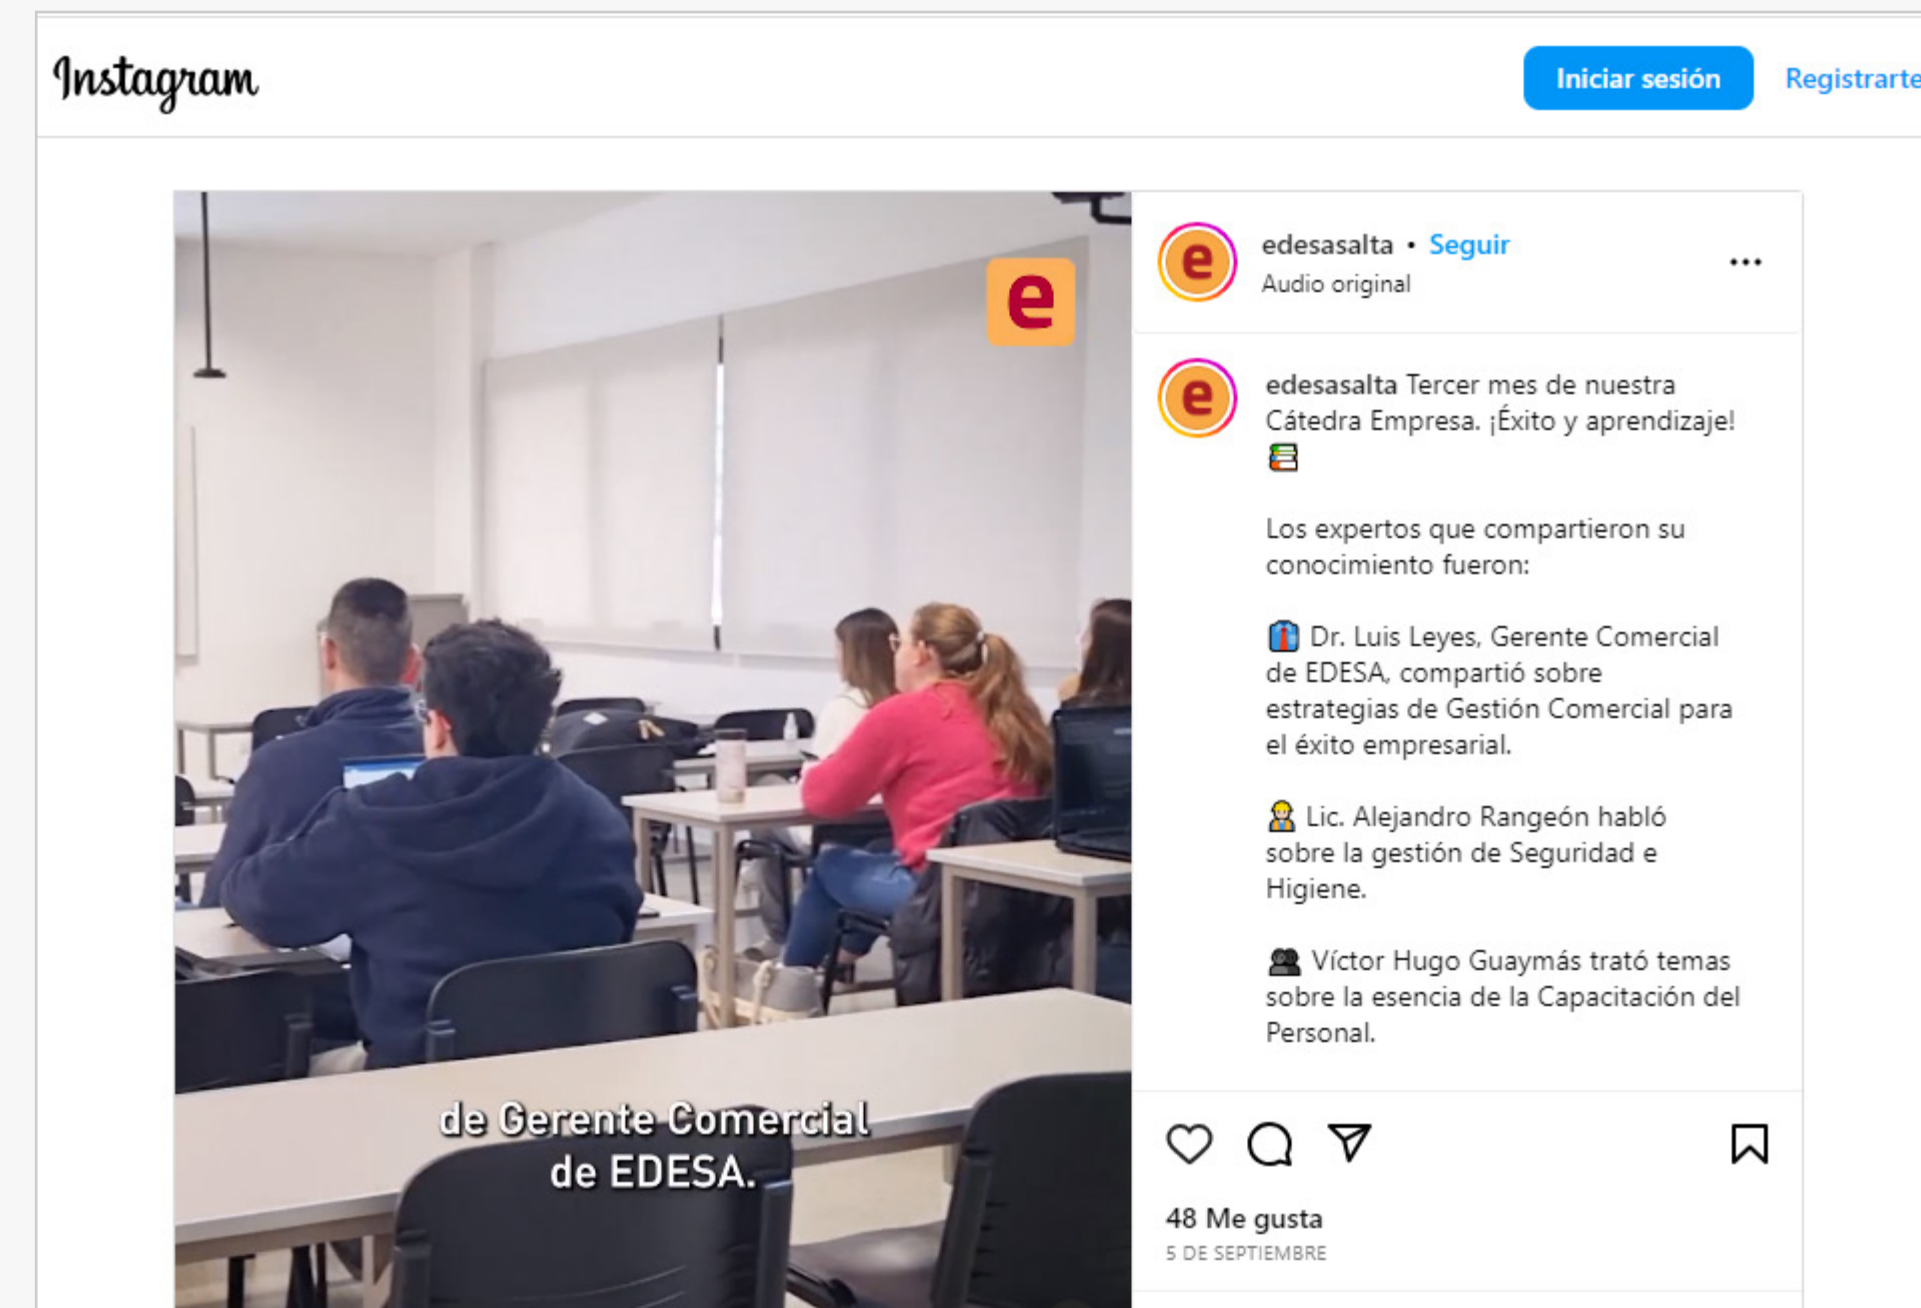 Instagram
Iniciar sesión
Registrarte
e
e
edesasalta • Seguir
Audio original
e
edesasalta Tercer mes de nuestra
Cátedra Empresa. ¡Éxito y aprendizaje!
Los expertos que compartieron su
conocimiento fueron:
Dr. Luis Leyes, Gerente Comercial
de EDESA, compartió sobre
estrategias de Gestión Comercial para
el éxito empresarial.
Lic. Alejandro Rangeón habló
sobre la gestión de Seguridad e
Higiene.
Víctor Hugo Guaymás trató temas
sobre la esencia de la Capacitación del
Personal.
de Gerente Comercial
de EDESA.
48 Me gusta
5 DE SEPTIEMBRE